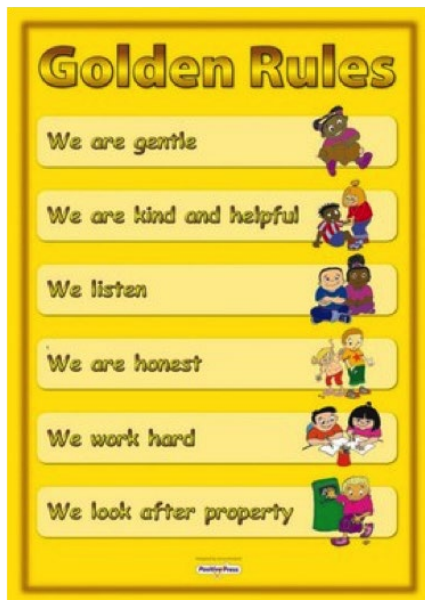 Golden Rules
We are gentle
We are kind and helpful
We listen
We are honest
We work hard
We look after property
Positive Press